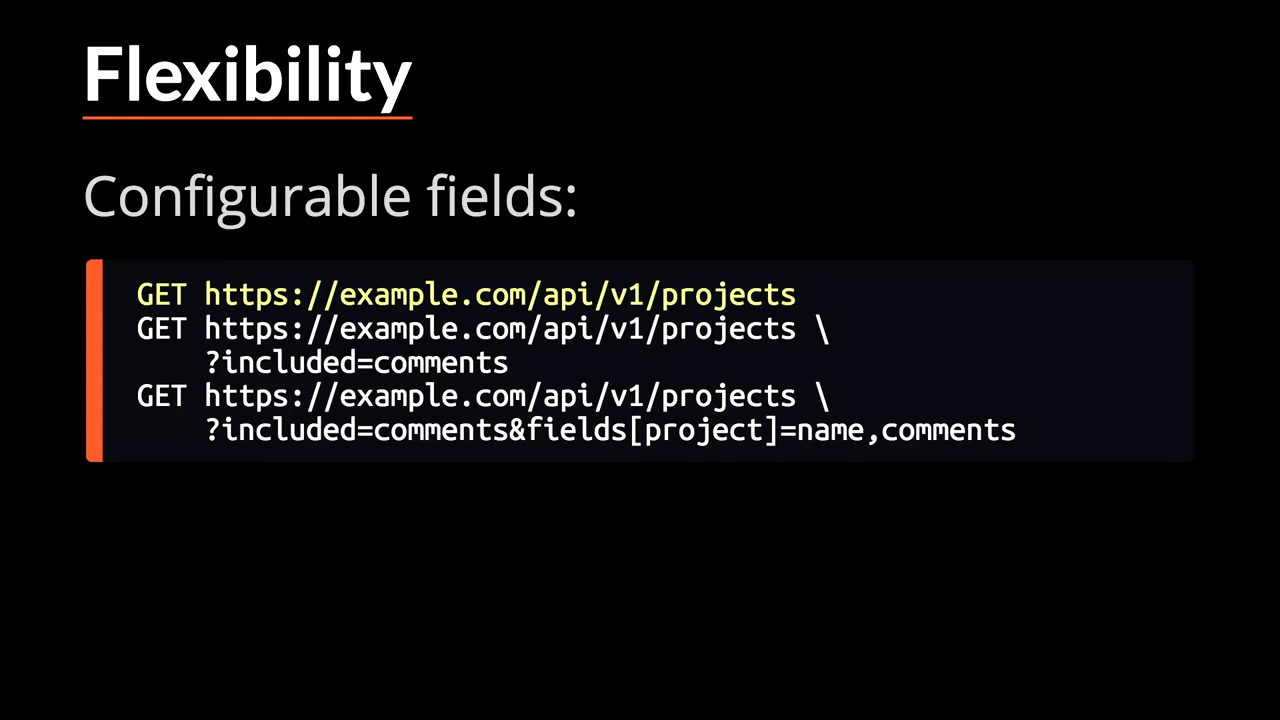 Flexibility
Configurable fields:
GET https://example.com/api/v1/projects
GET https://example.com/api/v1/projects \
?included=comments
GET https://example.com/api/v1/projects \
?included=comments&fields[project]=name,comments